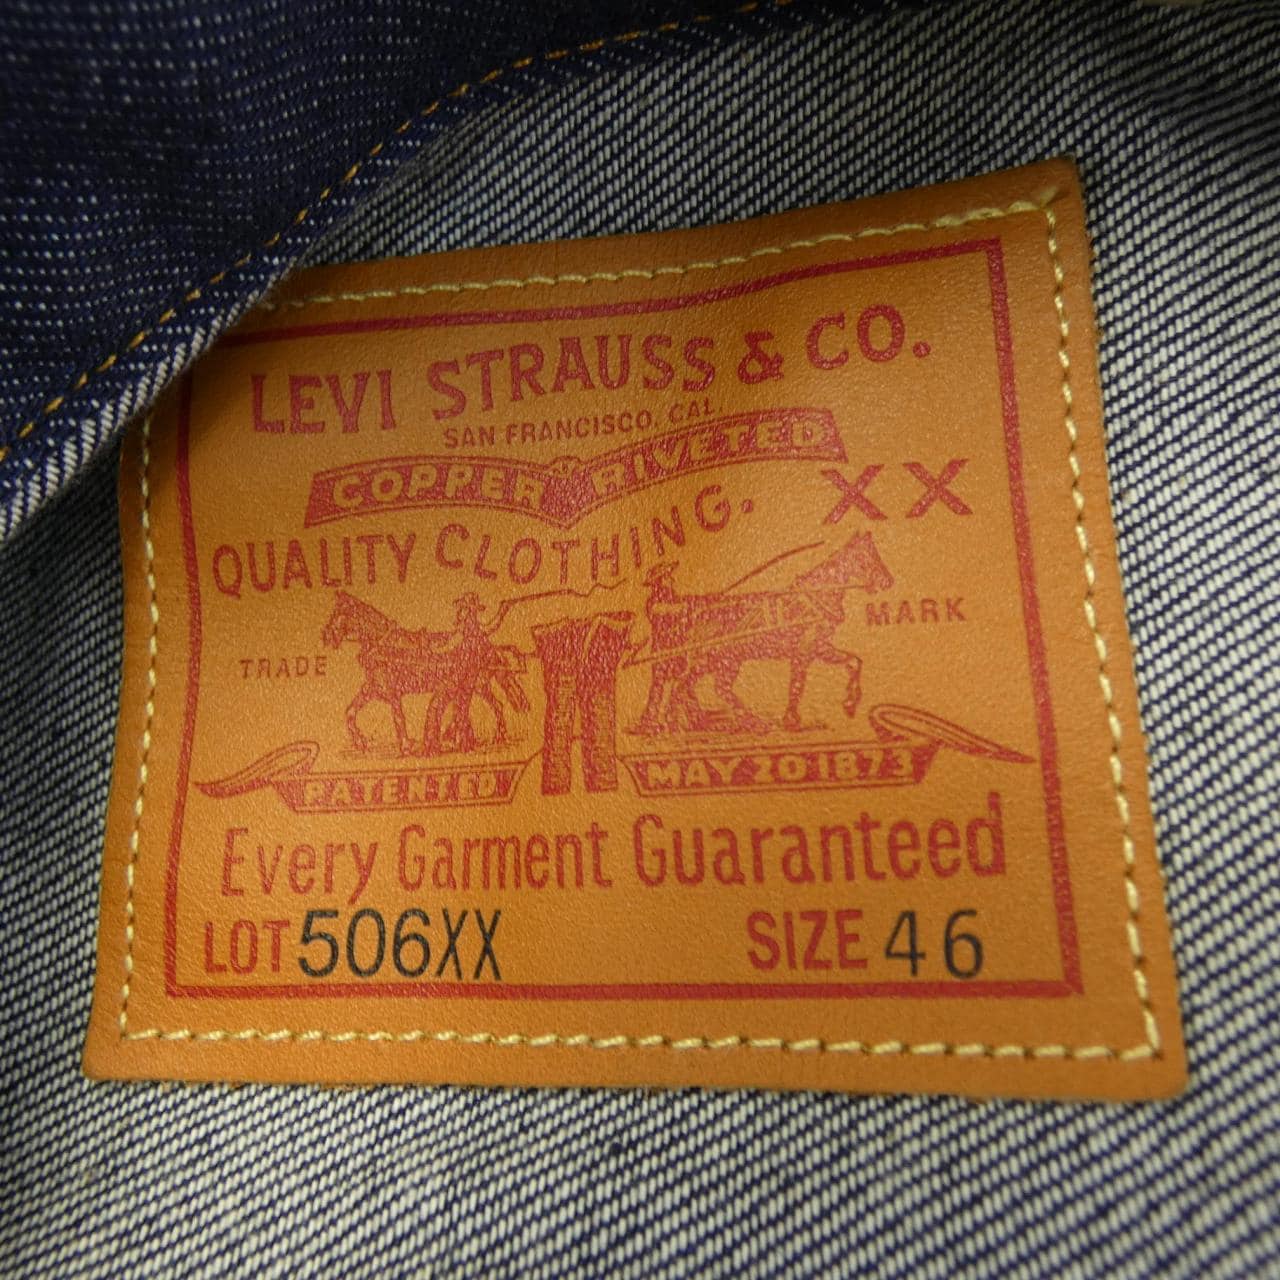 LEVI STRAUSS & CO.
SAN FRANCISCO, CAL.
COPPER RIVETED
QUALITY CLOTHING. XX
TRADE MARK
PATENTED MAY 20 1873
Every Garment Guaranteed
LOT 506XX SIZE 46